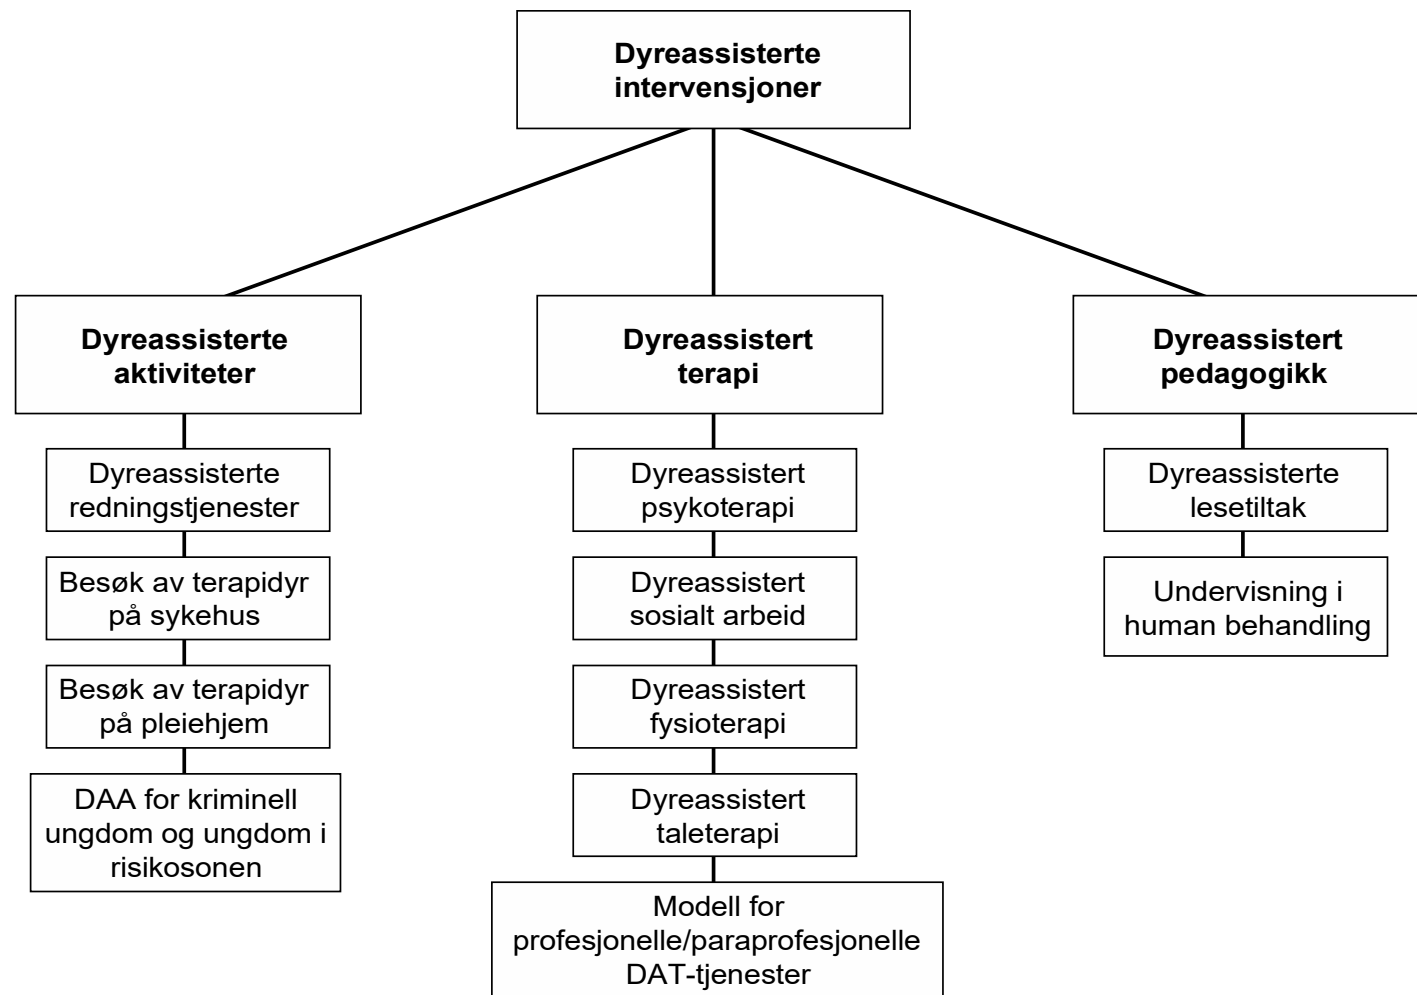 Dyreassisterte
intervensjoner
Dyreassisterte
aktiviteter
Dyreassisterte
redningstjenester
Besøk av terapidyr
på sykehus
Besøk av terapidyr
på pleiehjem
DAA for kriminell
ungdom og ungdom i
risikosonen
Dyreassistert
terapi
Dyreassistert
psykoterapi
Dyreassistert
sosialt arbeid
Dyreassistert
fysioterapi
Dyreassistert
taleterapi
Modell for
profesjonelle/paraprofesjonelle
DAT-tjenester
Dyreassistert
pedagogikk
Dyreassisterte
lesetiltak
Undervisning i
human behandling